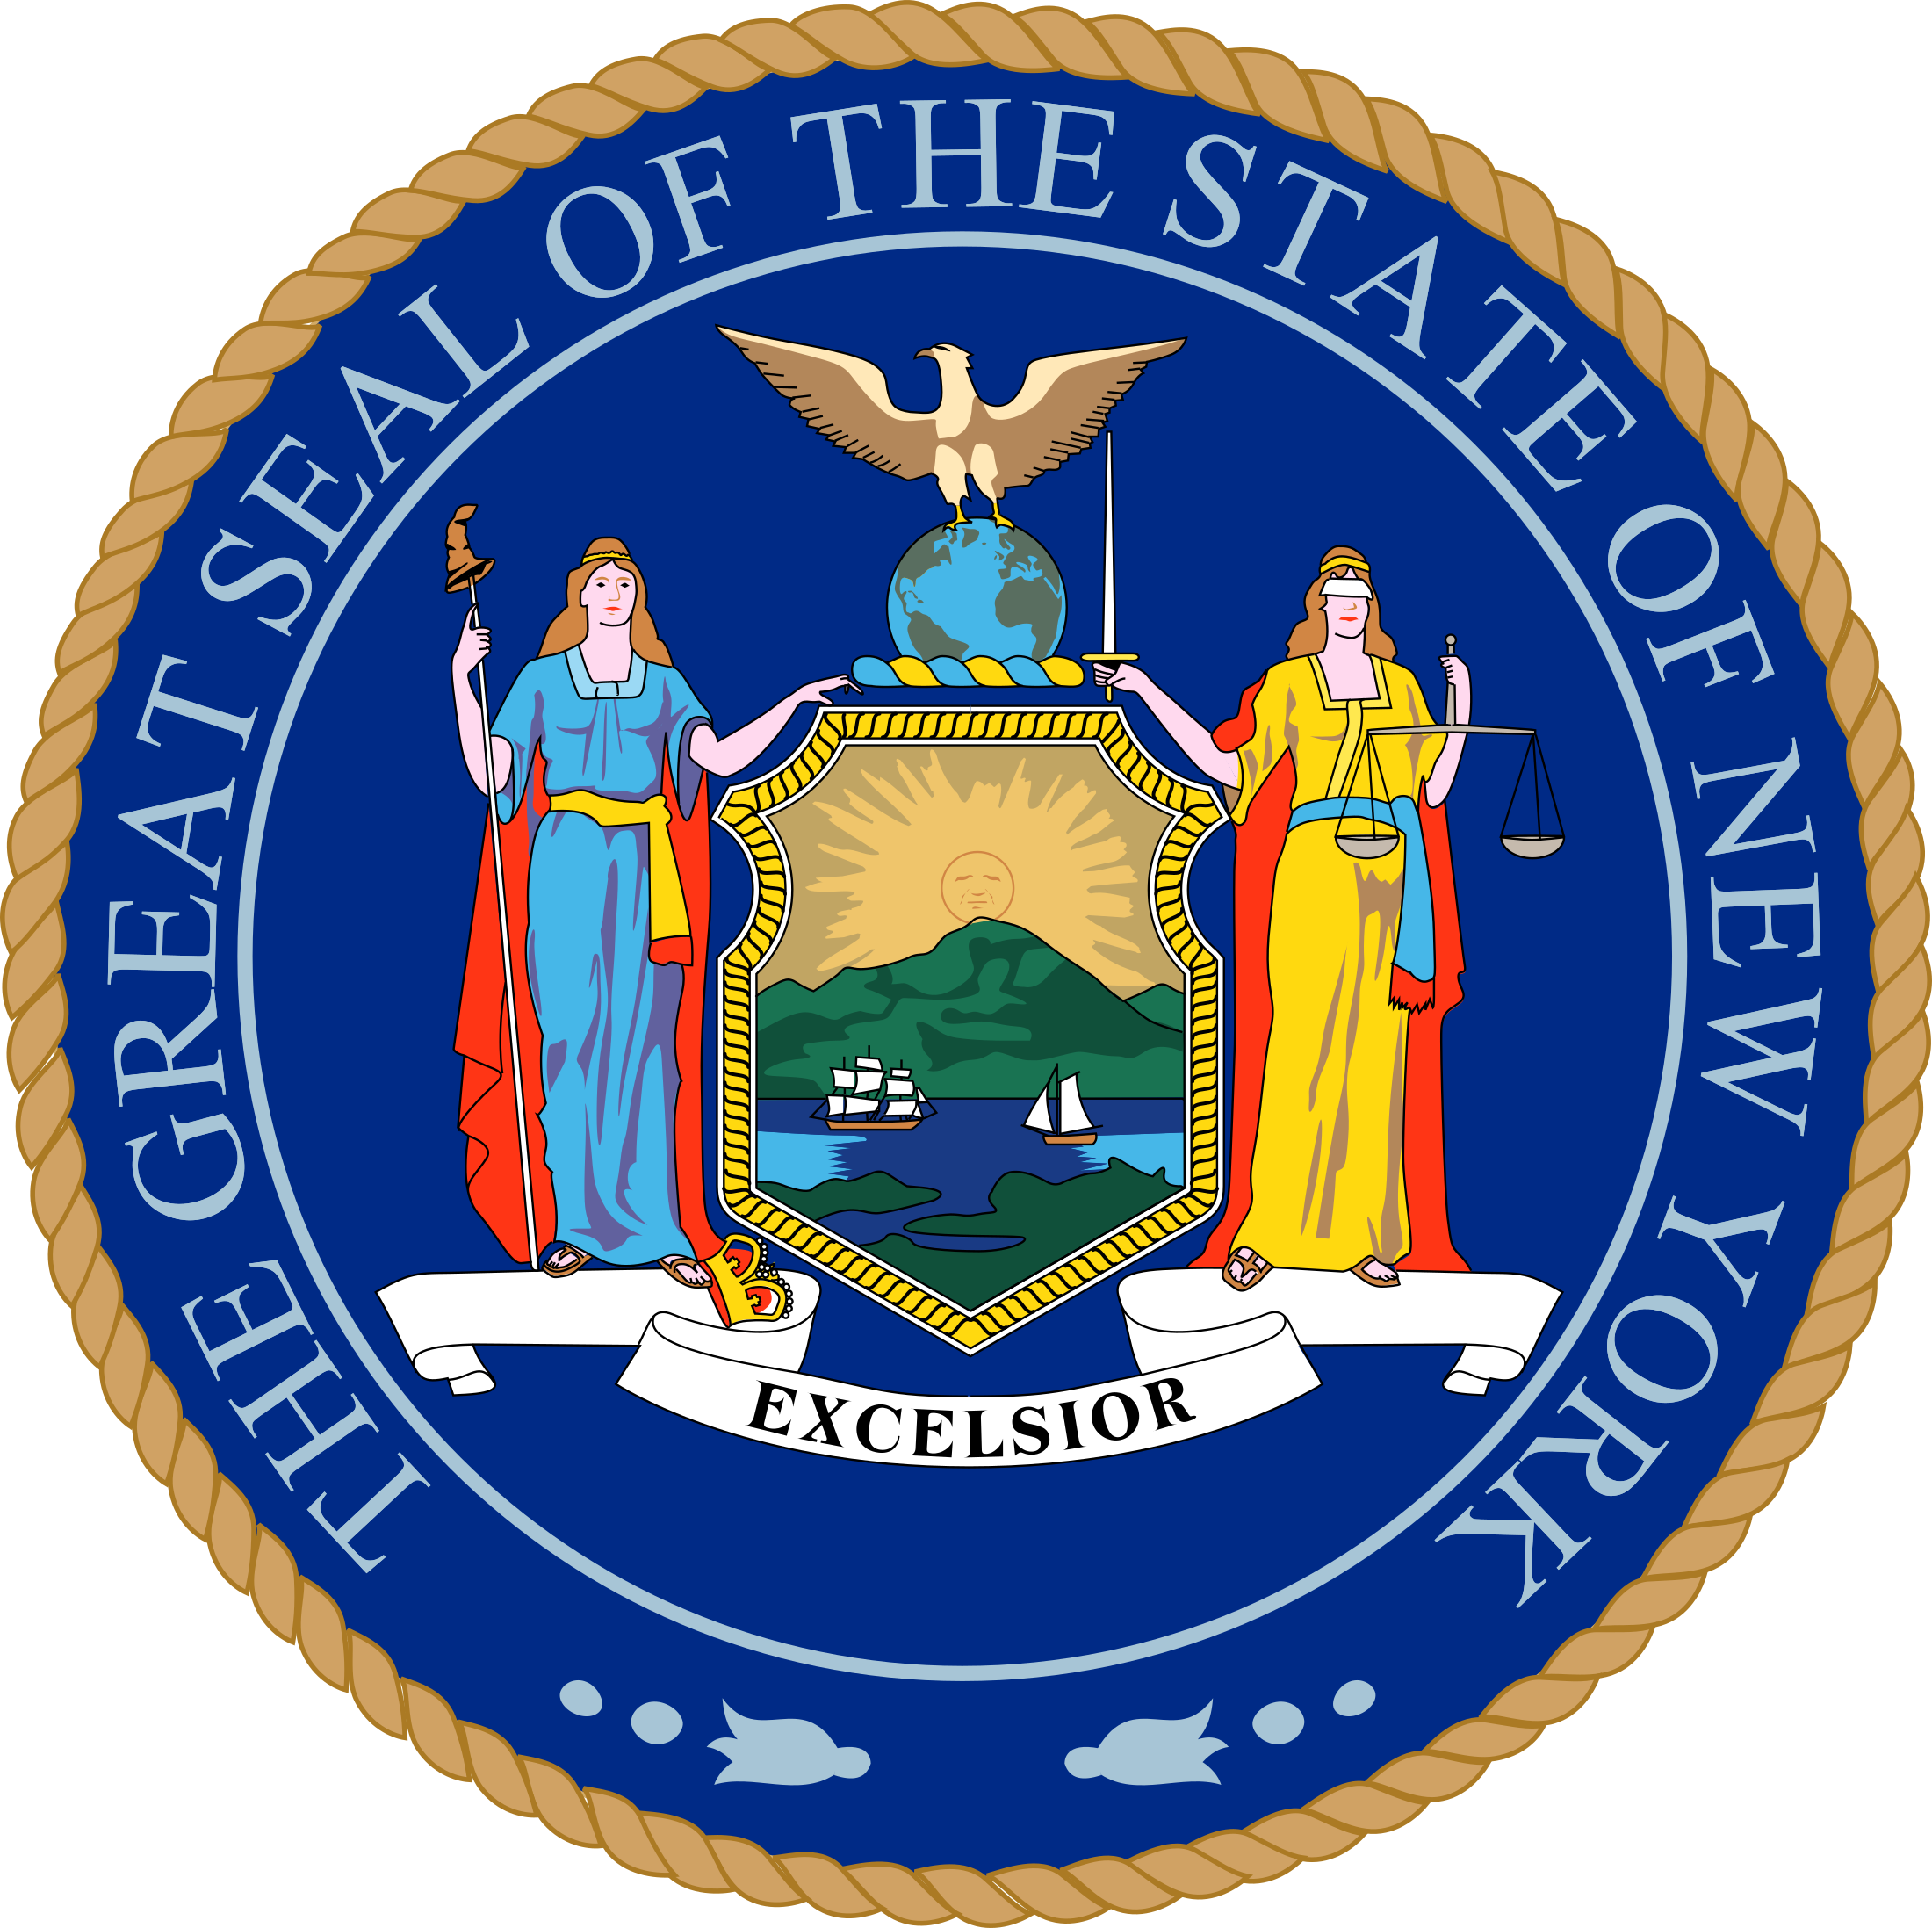 THE GREAT SEAL OF THE STATE OF NEW YORK
EXCELSIOR